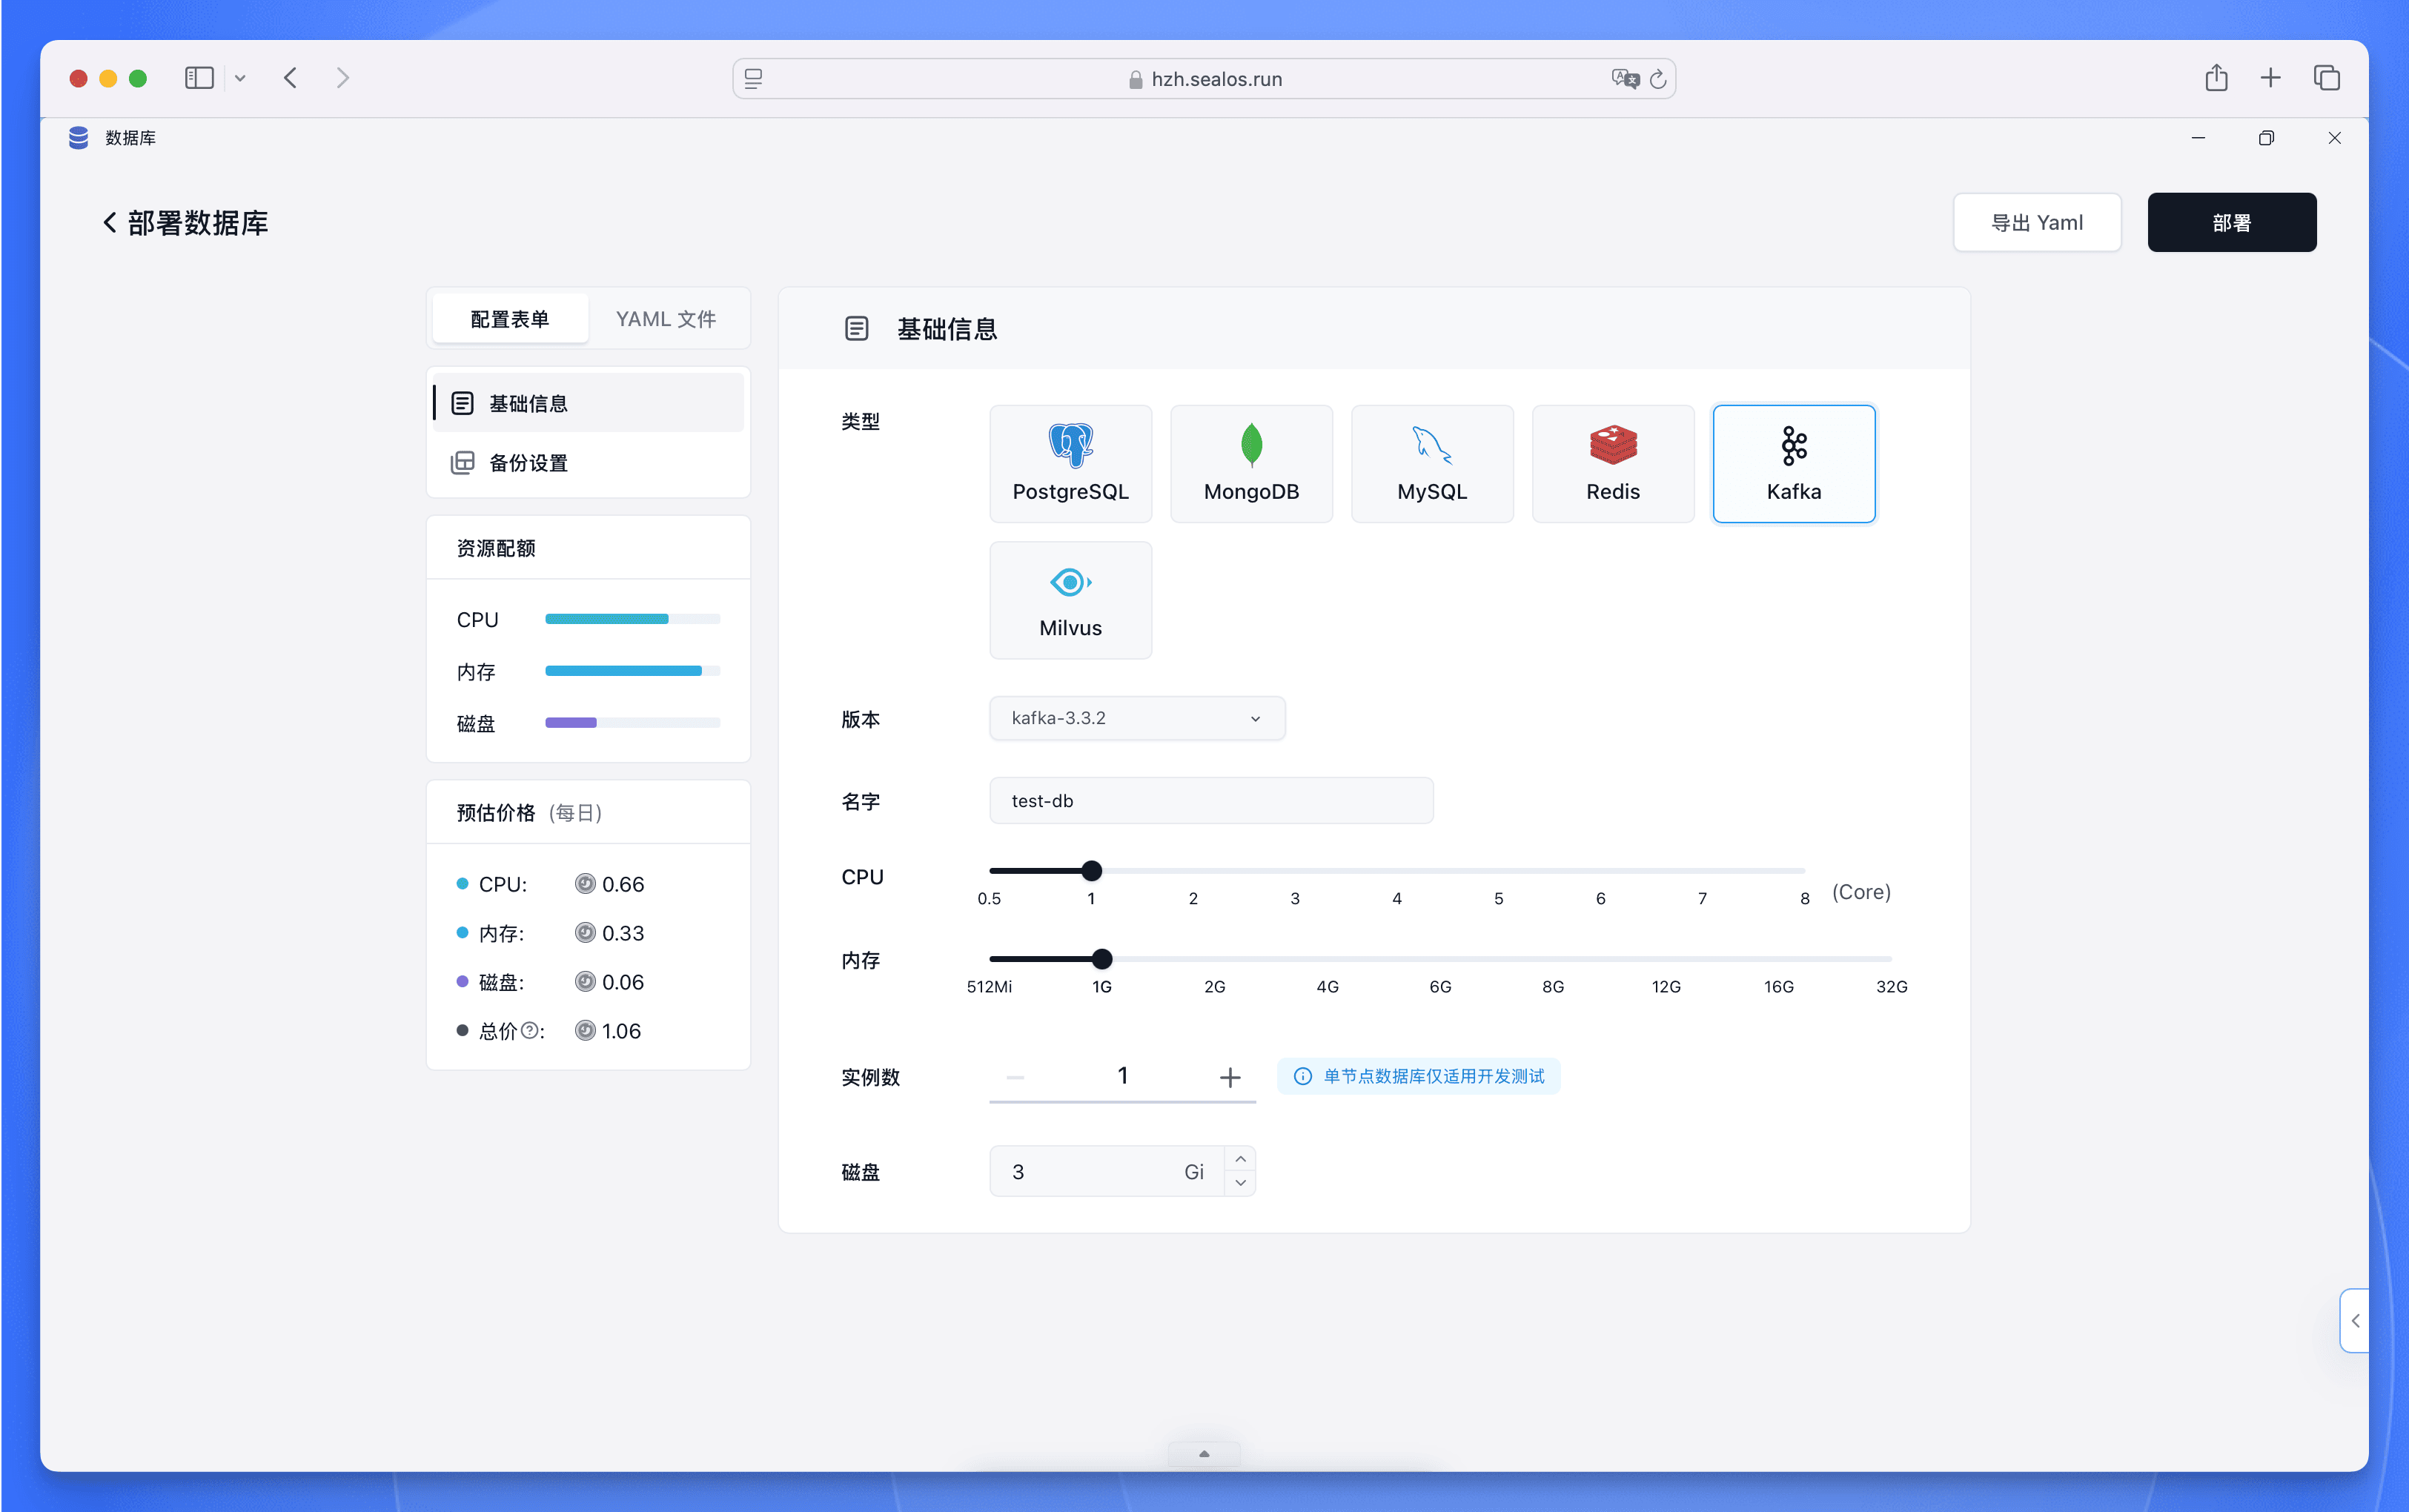 hzh.sealos.run
数据库
部署数据库
导出 Yaml
部署
配置表单
YAML 文件
基础信息
备份设置
资源配额
CPU
内存
磁盘
预估价格 (每日)
CPU: 0.66
内存: 0.33
磁盘: 0.06
总价?: 1.06
基础信息
类型
PostgreSQL
MongoDB
MySQL
Redis
Kafka
Milvus
版本
kafka-3.3.2
名字
test-db
CPU
0.5 1 2 3 4 5 6 7 8 (Core)
内存
512Mi 1G 2G 4G 6G 8G 12G 16G 32G
实例数
1
单节点数据库仅适用开发测试
磁盘
3 Gi